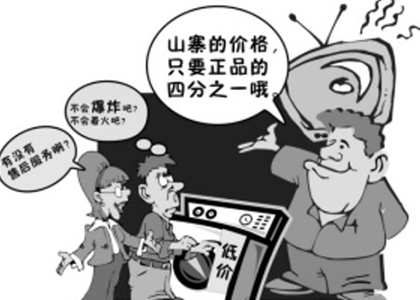 山寨的价格，
只要正品的
四分之一哦。
不会爆炸吧？
不会着火吧？
有没有
售后服务啊？
低
价